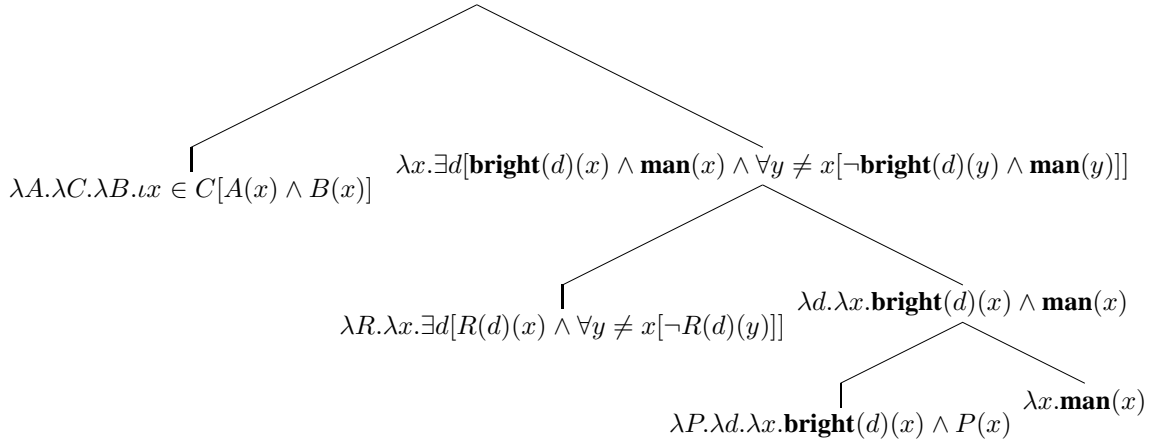 λx.∃d[bright(d)(x) ∧ man(x) ∧ ∀y ≠ x[¬bright(d)(y) ∧ man(y)]]
λA.λC.λB.ιx ∈ C[A(x) ∧ B(x)]
λd.λx.bright(d)(x) ∧ man(x)
λR.λx.∃d[R(d)(x) ∧ ∀y ≠ x[¬R(d)(y)]]
λx.man(x)
λP.λd.λx.bright(d)(x) ∧ P(x)